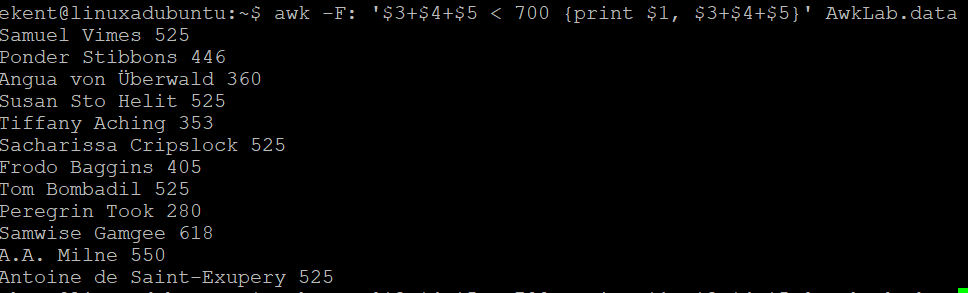 ekent@linuxadubuntu:~$ awk -F: '$3+$4+$5 < 700 {print $1, $3+$4+$5}' AwkLab.data
Samuel Vimes 525
Ponder Stibbons 446
Angua von Überwald 360
Susan Sto Helit 525
Tiffany Aching 353
Sacharissa Cripslock 525
Frodo Baggins 405
Tom Bombadil 525
Peregrin Took 280
Samwise Gamgee 618
A.A. Milne 550
Antoine de Saint-Exupery 525